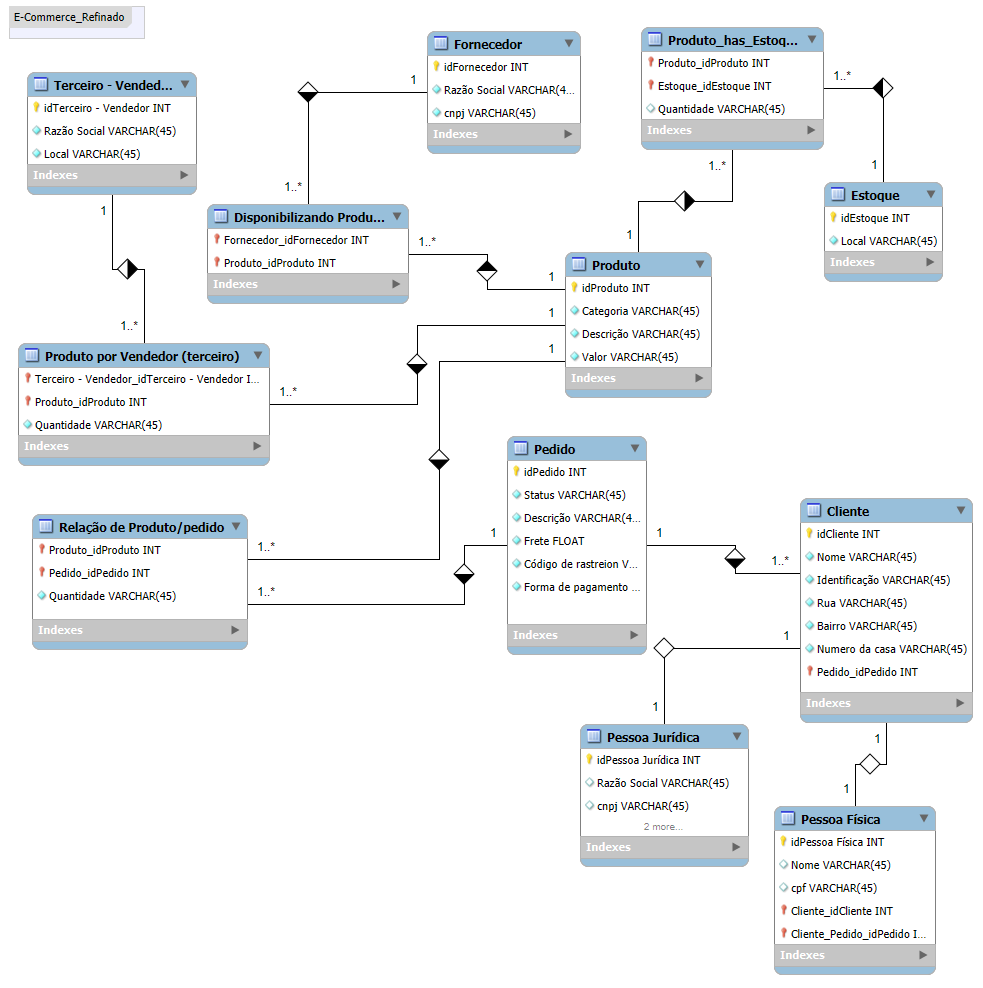 E-Commerce_Refinado
Terceiro - Vended...
idTerceiro - Vendedor INT
Razão Social VARCHAR(45)
Local VARCHAR(45)
Indexes
Fornecedor
idFornecedor INT
Razão Social VARCHAR(4...
cnpj VARCHAR(45)
Indexes
Produto_has_Estoq...
Produto_idProduto INT
Estoque_idEstoque INT
Quantidade VARCHAR(45)
Indexes
1
1..*
1..*
1
Estoque
idEstoque INT
Local VARCHAR(45)
Indexes
1
1..*
Disponibilizando Produ...
Fornecedor_idFornecedor INT
Produto_idProduto INT
Indexes
1..*
1
1..*
1
Produto
idProduto INT
Categoria VARCHAR(45)
Descrição VARCHAR(45)
Valor VARCHAR(45)
Indexes
1
1
Produto por Vendedor (terceiro)
Terceiro - Vendedor_idTerceiro - Vendedor I...
Produto_idProduto INT
Quantidade VARCHAR(45)
Indexes
1..*
Relação de Produto/pedido
Produto_idProduto INT
Pedido_idPedido INT
Quantidade VARCHAR(45)
Indexes
1..*
1..*
1
Pedido
idPedido INT
Status VARCHAR(45)
Descrição VARCHAR(4...
Frete FLOAT
Código de rastreion V...
Forma de pagamento ...
Indexes
1
1..*
Cliente
idCliente INT
Nome VARCHAR(45)
Identificação VARCHAR(45)
Rua VARCHAR(45)
Bairro VARCHAR(45)
Numero da casa VARCHAR(45)
Pedido_idPedido INT
Indexes
1
1
Pessoa Jurídica
idPessoa Jurídica INT
Razão Social VARCHAR(45)
cnpj VARCHAR(45)
2 more...
Indexes
1
1
Pessoa Física
idPessoa Física INT
Nome VARCHAR(45)
cpf VARCHAR(45)
Cliente_idCliente INT
Cliente_Pedido_idPedido I...
Indexes